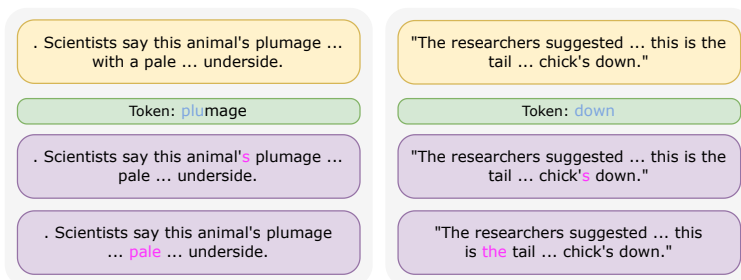 . Scientists say this animal's plumage ...
with a pale ... underside.
Token: plumage
. Scientists say this animal's plumage ...
pale ... underside.
. Scientists say this animal's plumage
... pale ... underside.
"The researchers suggested ... this is the
tail ... chick's down."
Token: down
"The researchers suggested ... this is the
tail ... chick's down."
"The researchers suggested ... this
is the tail ... chick's down."